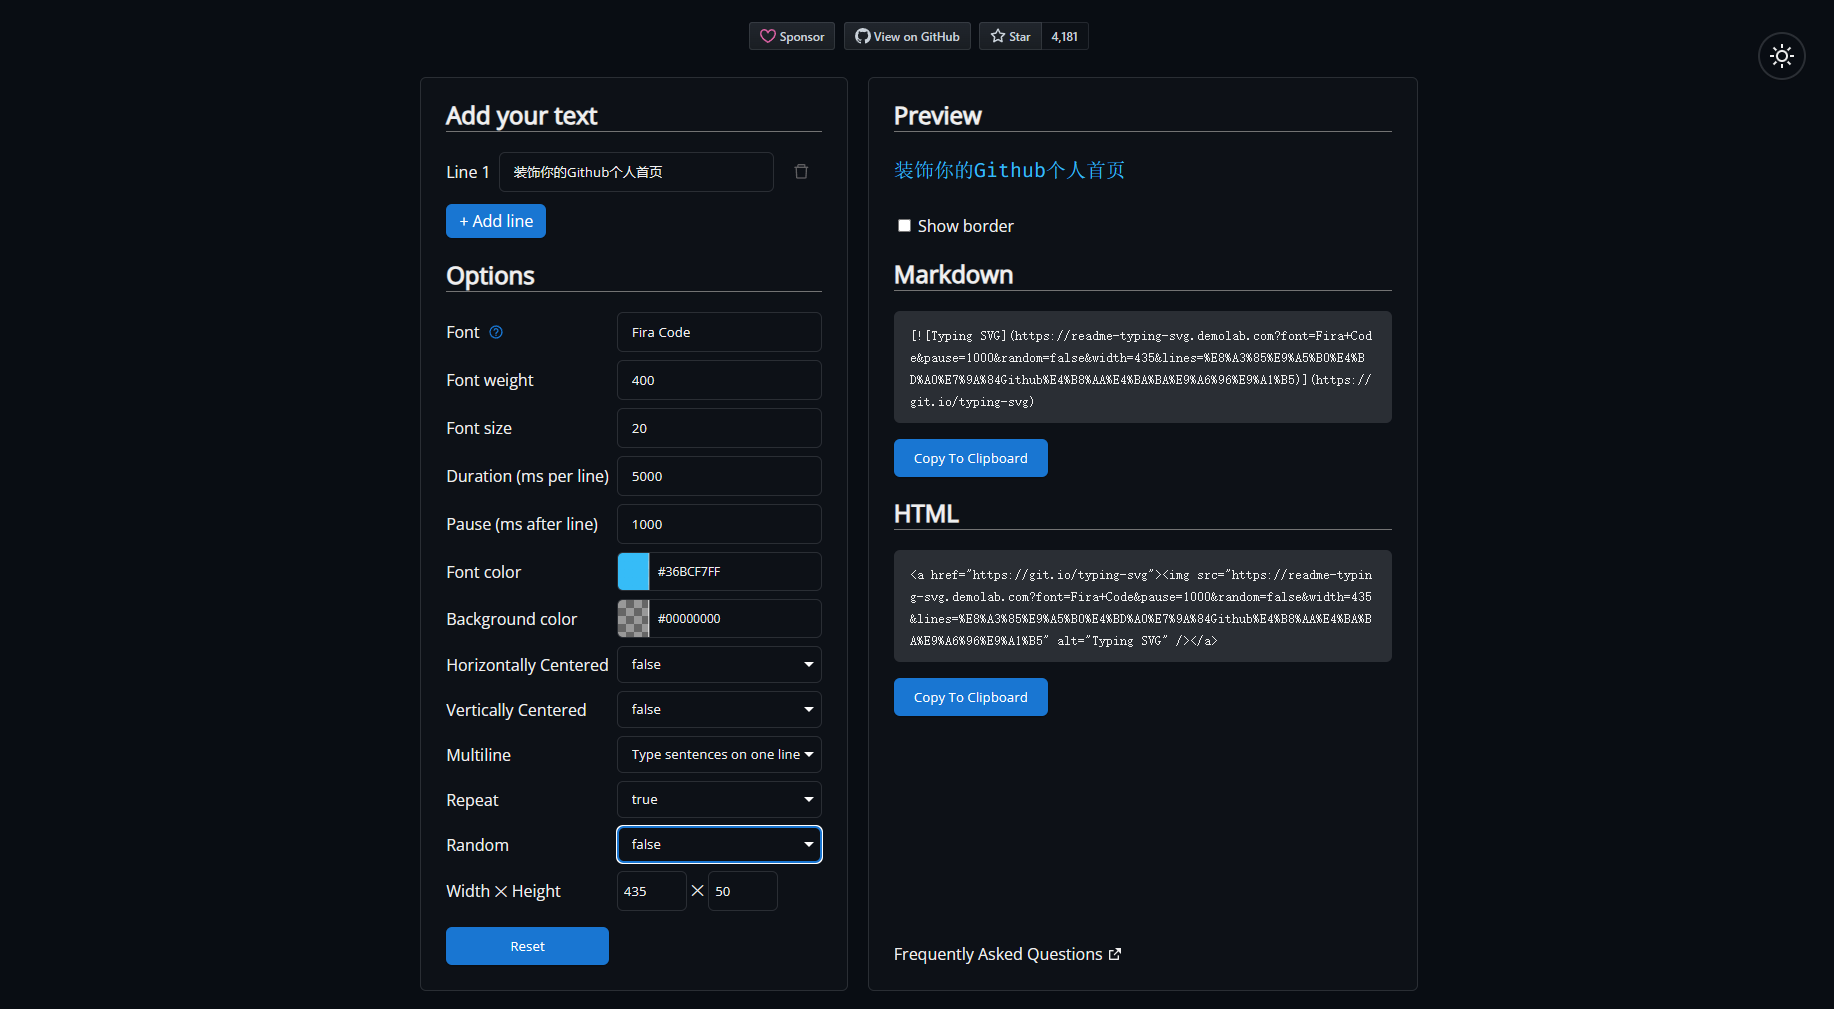 Sponsor
View on GitHub
Star
4,181
Add your text
Line 1
装饰你的Github个人首页
+ Add line
Options
Font
Fira Code
Font weight
400
Font size
20
Duration (ms per line)
5000
Pause (ms after line)
1000
Font color
#36BCF7FF
Background color
#00000000
Horizontally Centered
false
Vertically Centered
false
Multiline
Type sentences on one line
Repeat
true
Random
false
Width × Height
435 × 50
Reset
Preview
装饰你的Github个人首页
Show border
Markdown
[![Typing SVG](https://readme-typing-svg.demolab.com?font=Fira+Cod
e&pause=1000&random=false&width=435&lines=%E8%A3%85%E9%A5%B0%E4%B
D%A0%E7%9A%84Github%E4%B8%AA%E4%BA%BA%E9%A6%96%E9%A1%B5)](https://
git.io/typing-svg)
Copy To Clipboard
HTML
<a href="https://git.io/typing-svg"><img src="https://readme-typin
g-svg.demolab.com?font=Fira+Code&pause=1000&random=false&width=435
&lines=%E8%A3%85%E9%A5%B0%E4%BD%A0%E7%9A%84Github%E4%B8%AA%E4%BA%B
A%E9%A6%96%E9%A1%B5" alt="Typing SVG" /></a>
Copy To Clipboard
Frequently Asked Questions